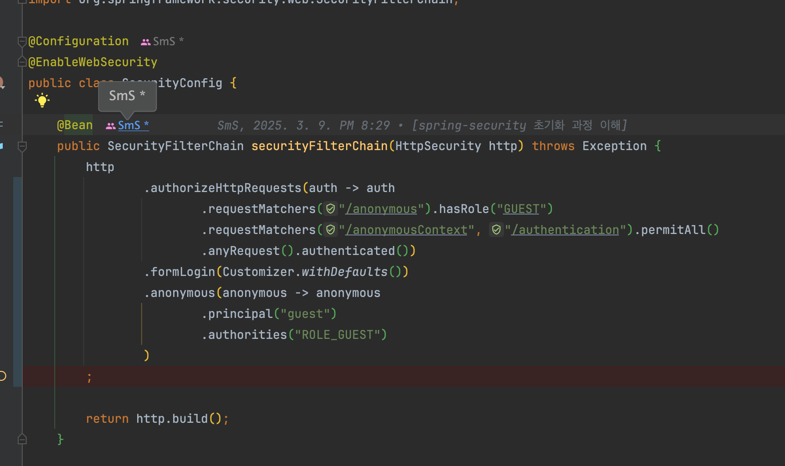 import org.springframework.security.web.SecurityFilterChain;
@Configuration SmS *
@EnableWebSecurity
public class SecurityConfig {
SmS *
@Bean SmS * SmS, 2025. 3. 9. PM 8:29 • [spring-security 초기화 과정 이해]
public SecurityFilterChain securityFilterChain(HttpSecurity http) throws Exception {
http
.authorizeHttpRequests(auth -> auth
.requestMatchers("/anonymous").hasRole("GUEST")
.requestMatchers("/anonymousContext", "/authentication").permitAll()
.anyRequest().authenticated())
.formLogin(Customizer.withDefaults())
.anonymous(anonymous -> anonymous
.principal("guest")
.authorities("ROLE_GUEST")
)
;
return http.build();
}